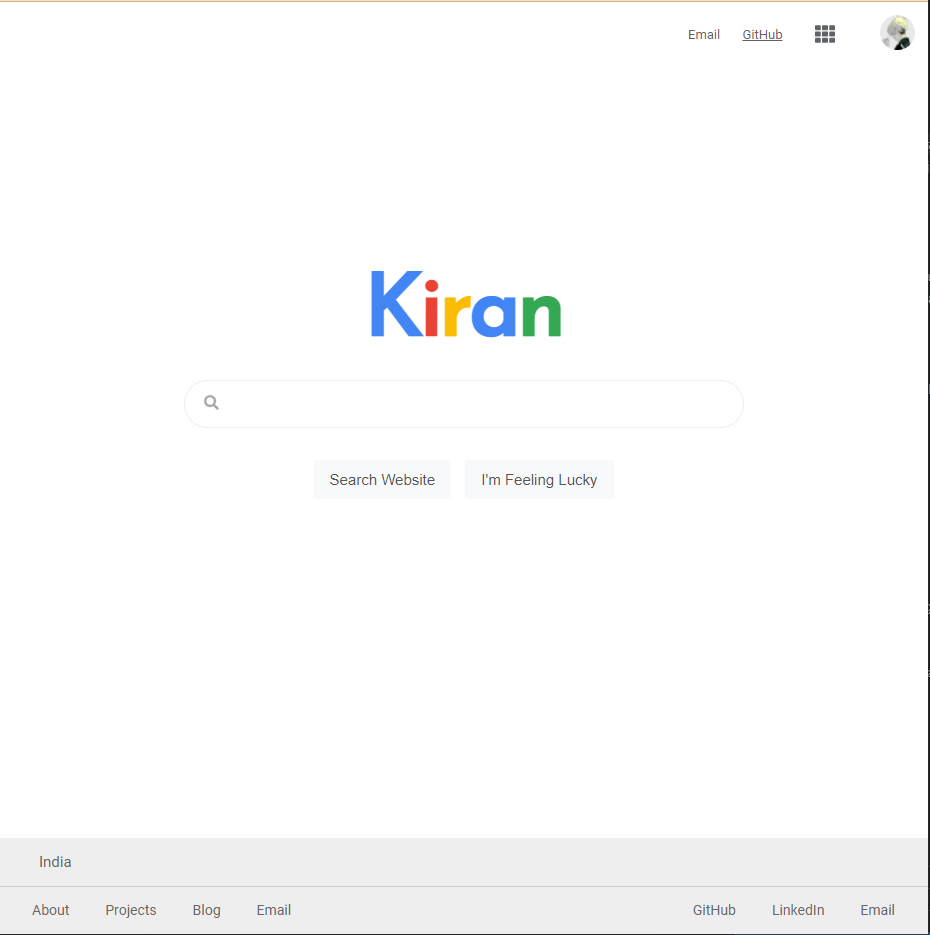 Email GitHub
Kiran
Search Website I'm Feeling Lucky
India
About Projects Blog Email GitHub LinkedIn Email